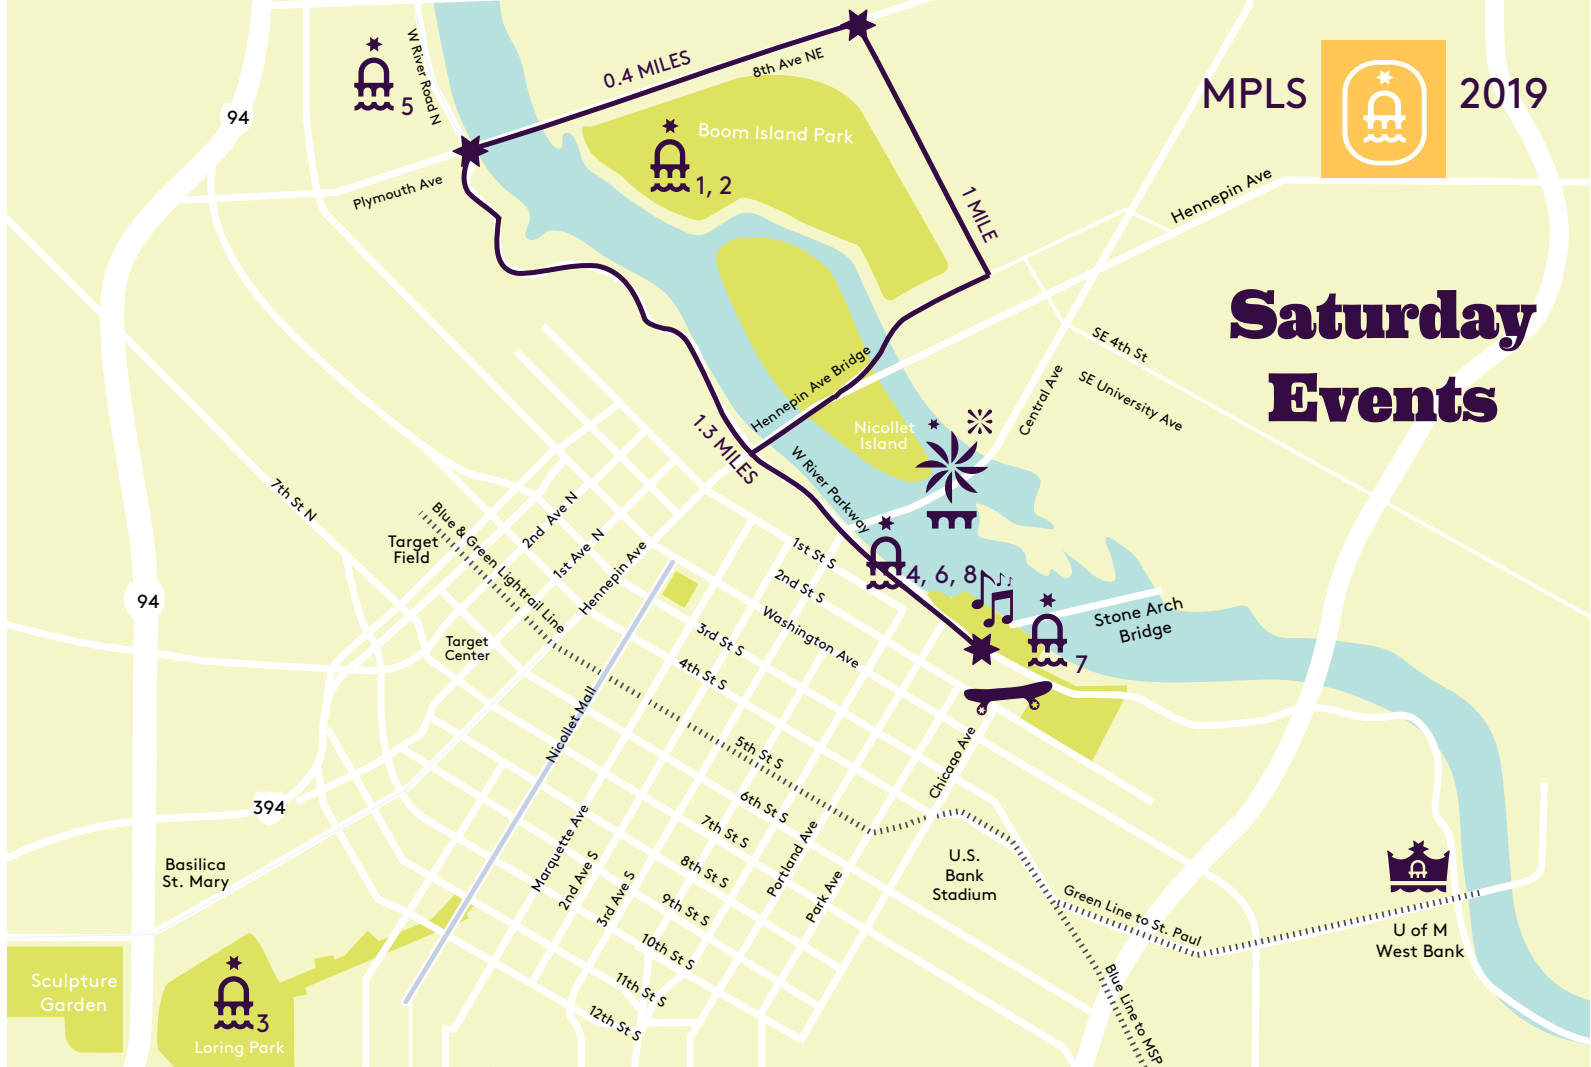 MPLS
2019
Saturday
Events
94
5
W River Road N
0.4 MILES
8th Ave NE
Plymouth Ave
Boom Island Park
1, 2
1 MILE
Hennepin Ave
SE 4th St
SE University Ave
Central Ave
Hennepin Ave Bridge
Nicollet
Island
1.3 MILES
W River Parkway
4, 6, 8
Stone Arch
Bridge
7
7th St N
Target
Field
Blue & Green Lightrail Line
2nd Ave N
1st Ave N
Hennepin Ave
1st St S
2nd St S
Washington Ave
3rd St S
4th St S
94
Target
Center
Nicollet Mall
5th St S
6th St S
7th St S
8th St S
9th St S
10th St S
11th St S
12th St S
Marquette Ave
2nd Ave S
3rd Ave S
Portland Ave
Park Ave
Chicago Ave
394
Basilica
St. Mary
U.S.
Bank
Stadium
Green Line to St. Paul
Blue Line to MSP
U of M
West Bank
Sculpture
Garden
3
Loring Park